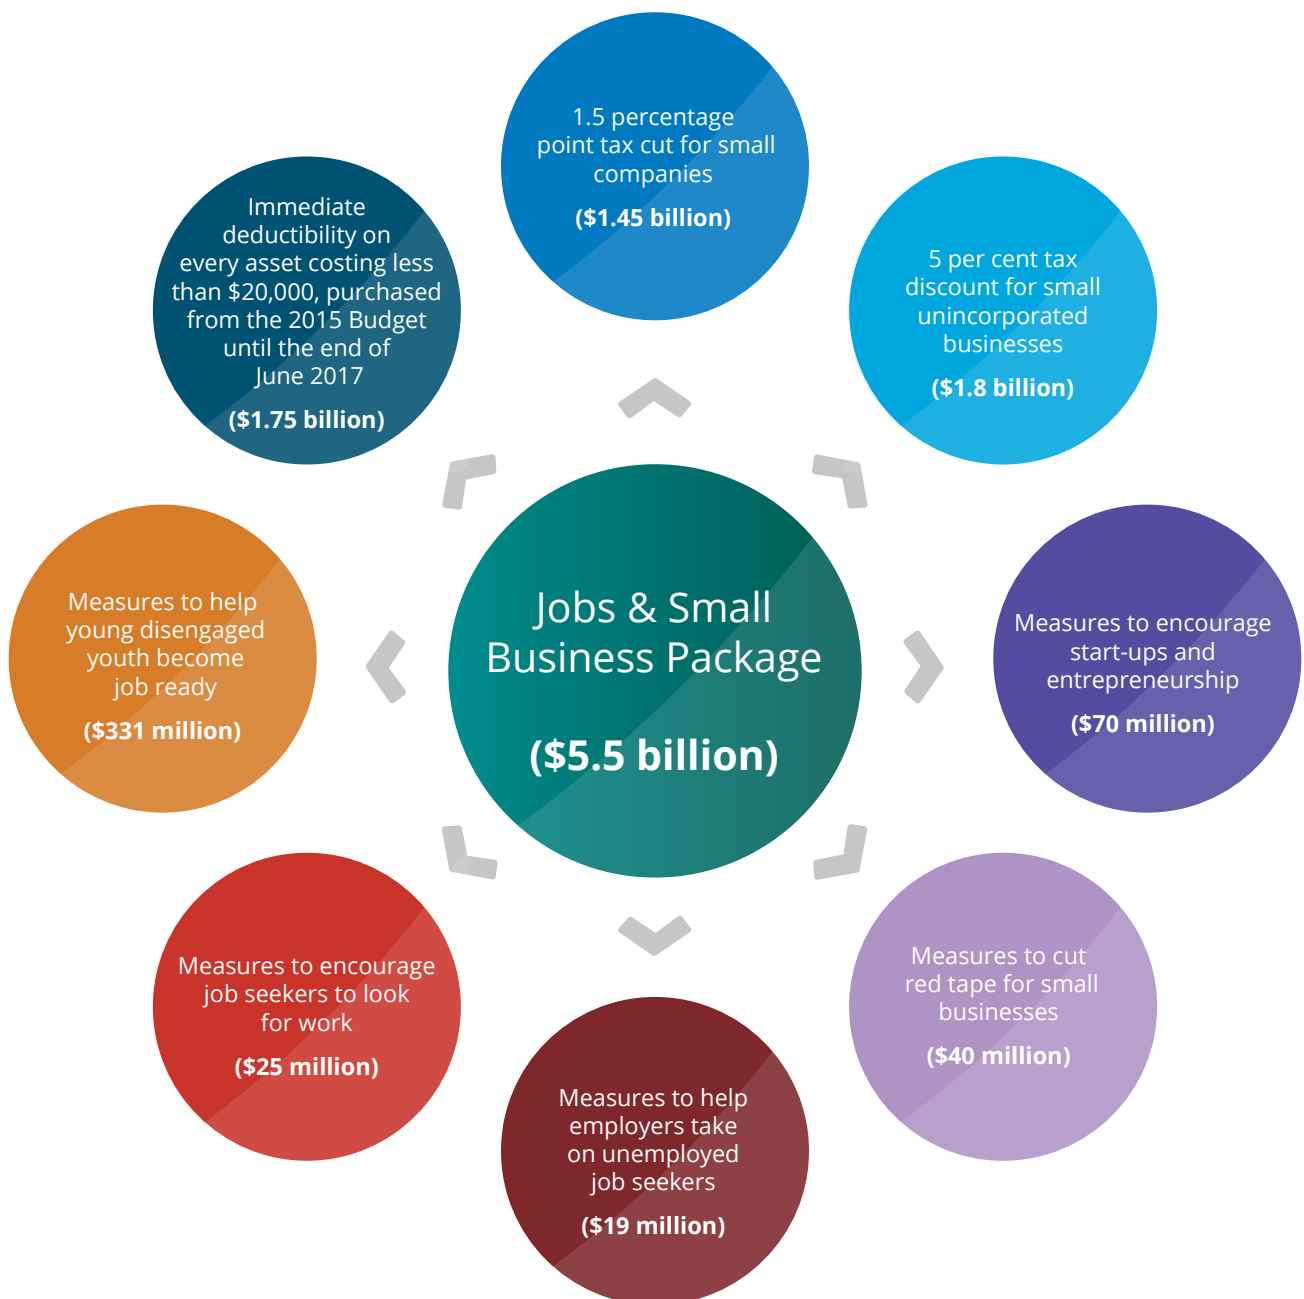 1.5 percentage
point tax cut for small
companies
($1.45 billion)
5 per cent tax
discount for small
unincorporated
businesses
($1.8 billion)
Measures to encourage
start-ups and
entrepreneurship
($70 million)
Measures to cut
red tape for small
businesses
($40 million)
Measures to help
employers take
on unemployed
job seekers
($19 million)
Measures to encourage
job seekers to look
for work
($25 million)
Measures to help
young disengaged
youth become
job ready
($331 million)
Immediate
deductibility on
every asset costing less
than $20,000, purchased
from the 2015 Budget
until the end of
June 2017
($1.75 billion)
Jobs & Small
Business Package
($5.5 billion)